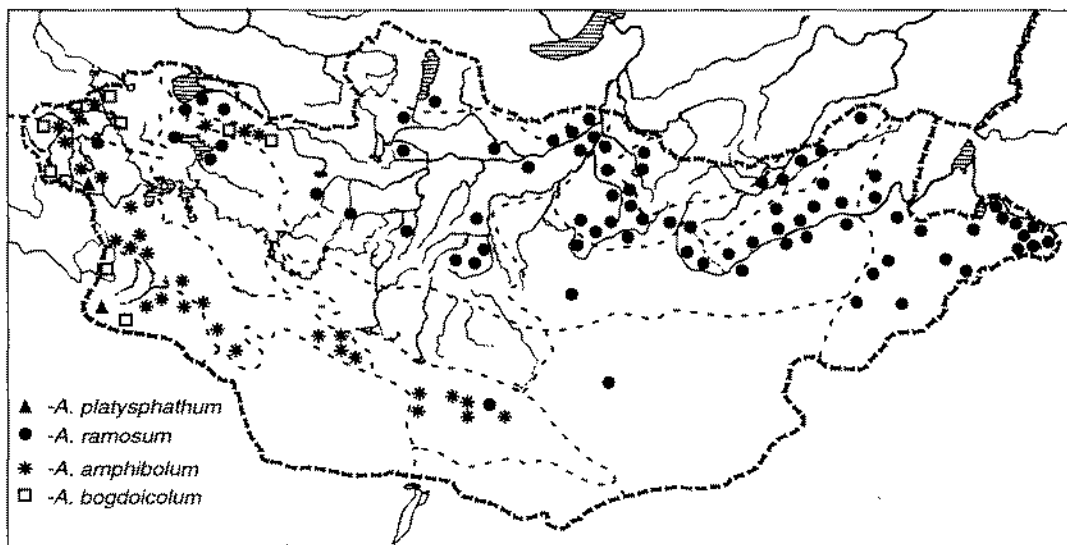 -A. platysphathum
-A. ramosum
-A. amphibolum
-A. bogdoicolum